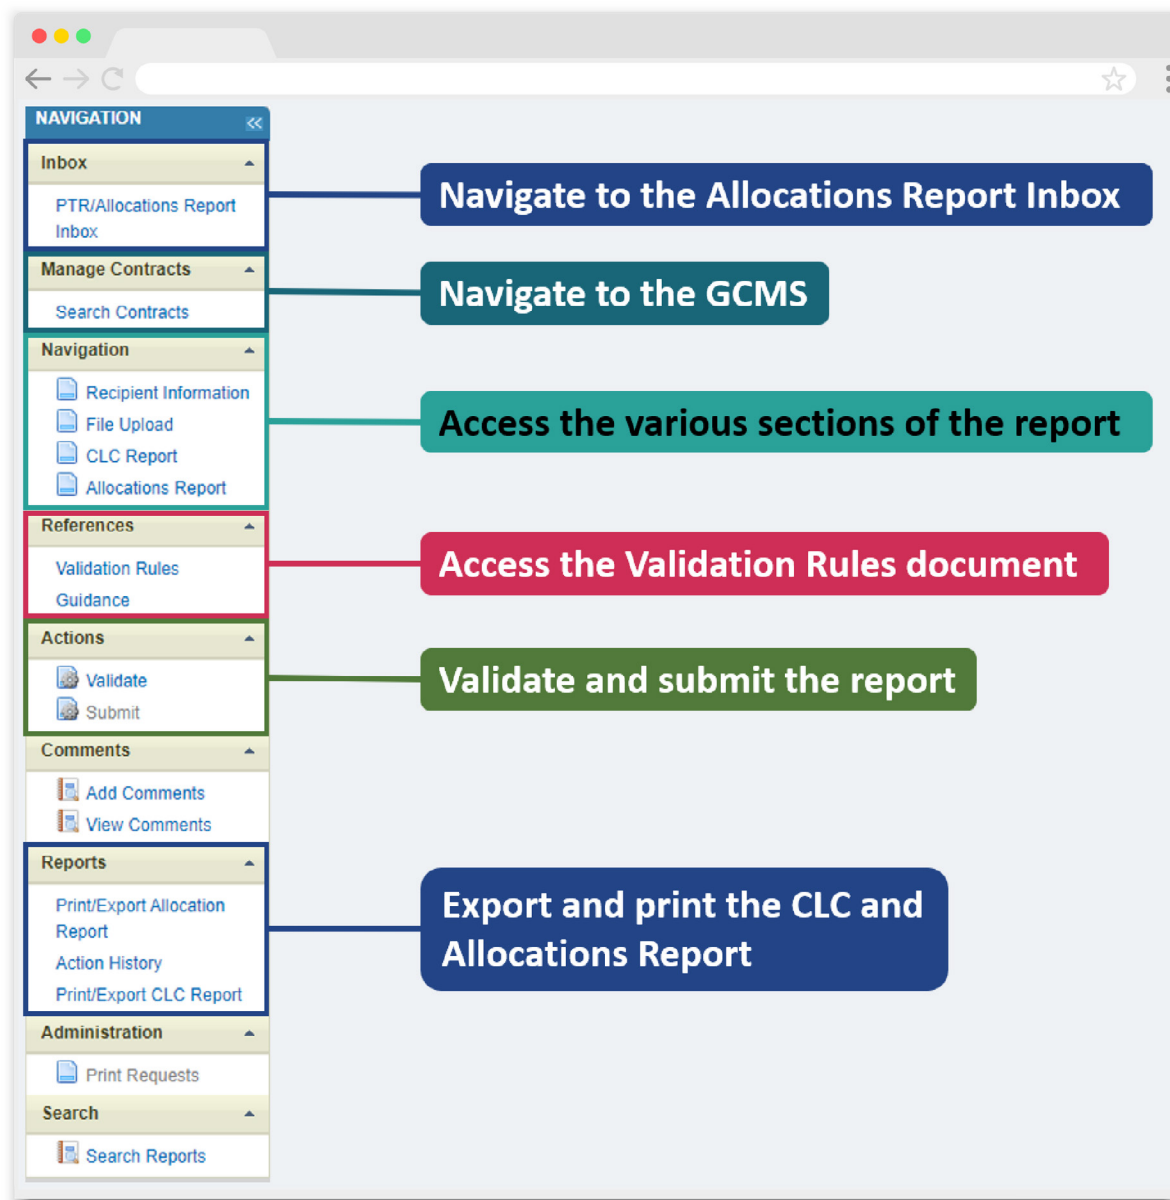 NAVIGATION
Inbox
PTR/Allocations Report
Inbox
Navigate to the Allocations Report Inbox
Manage Contracts
Search Contracts
Navigate to the GCMS
Navigation
Recipient Information
File Upload
CLC Report
Allocations Report
Access the various sections of the report
References
Validation Rules
Guidance
Access the Validation Rules document
Actions
Validate
Submit
Validate and submit the report
Comments
Add Comments
View Comments
Reports
Print/Export Allocation
Report
Action History
Print/Export CLC Report
Export and print the CLC and
Allocations Report
Administration
Print Requests
Search
Search Reports